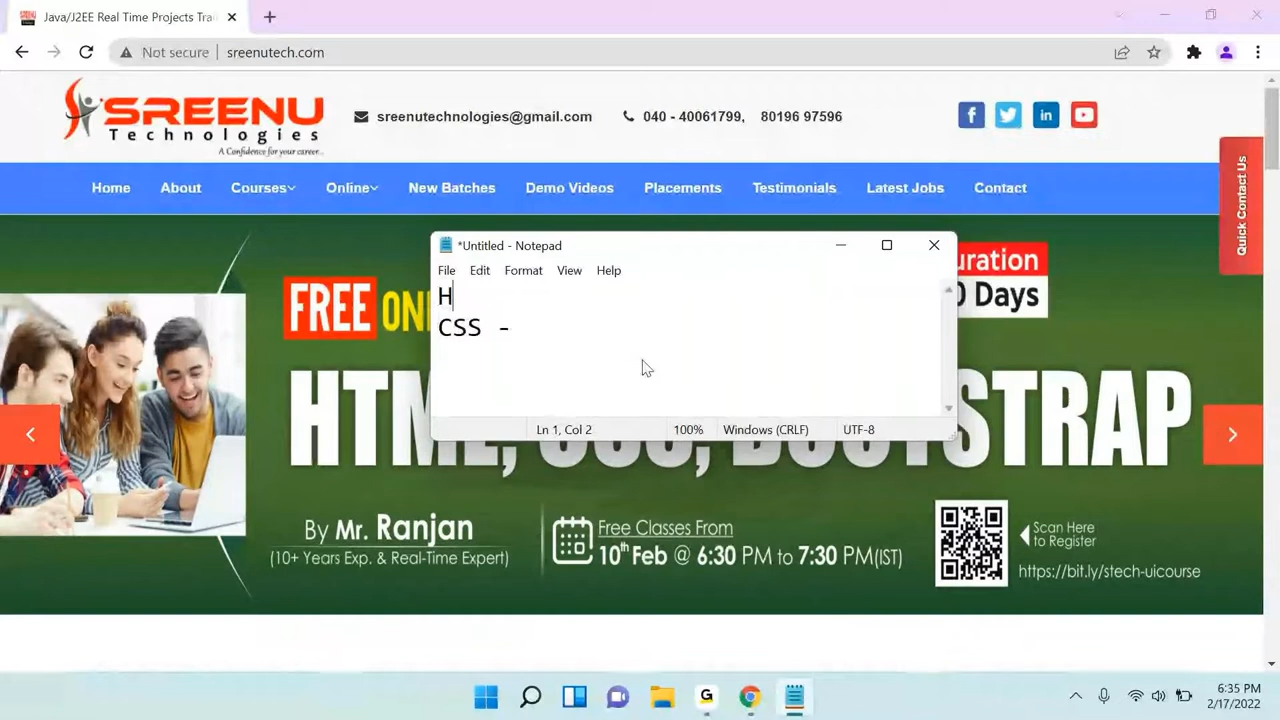 Java/J2EE Real Time Projects Trai
Not secure
sreenutech.com
SREENU
Technologies
A Confidence for your career...
sreenutechnologies@gmail.com
040 - 40061799, 80196 97596
Home About Courses Online New Batches Demo Videos Placements Testimonials Latest Jobs Contact
Quick Contact Us
*Untitled - Notepad
File Edit Format View Help
H
CSS -
Ln 1, Col 2 100% Windows (CRLF) UTF-8
FREE ONL
uration
0 Days
HTML, CSS, BOOTSTRAP
By Mr. Ranjan
(10+ Years Exp. & Real-Time Expert)
Free Classes From
10th Feb @ 6:30 PM to 7:30 PM(IST)
Scan Here
to Register
https://bit.ly/stech-uicourse
6:35 PM
2/17/2022